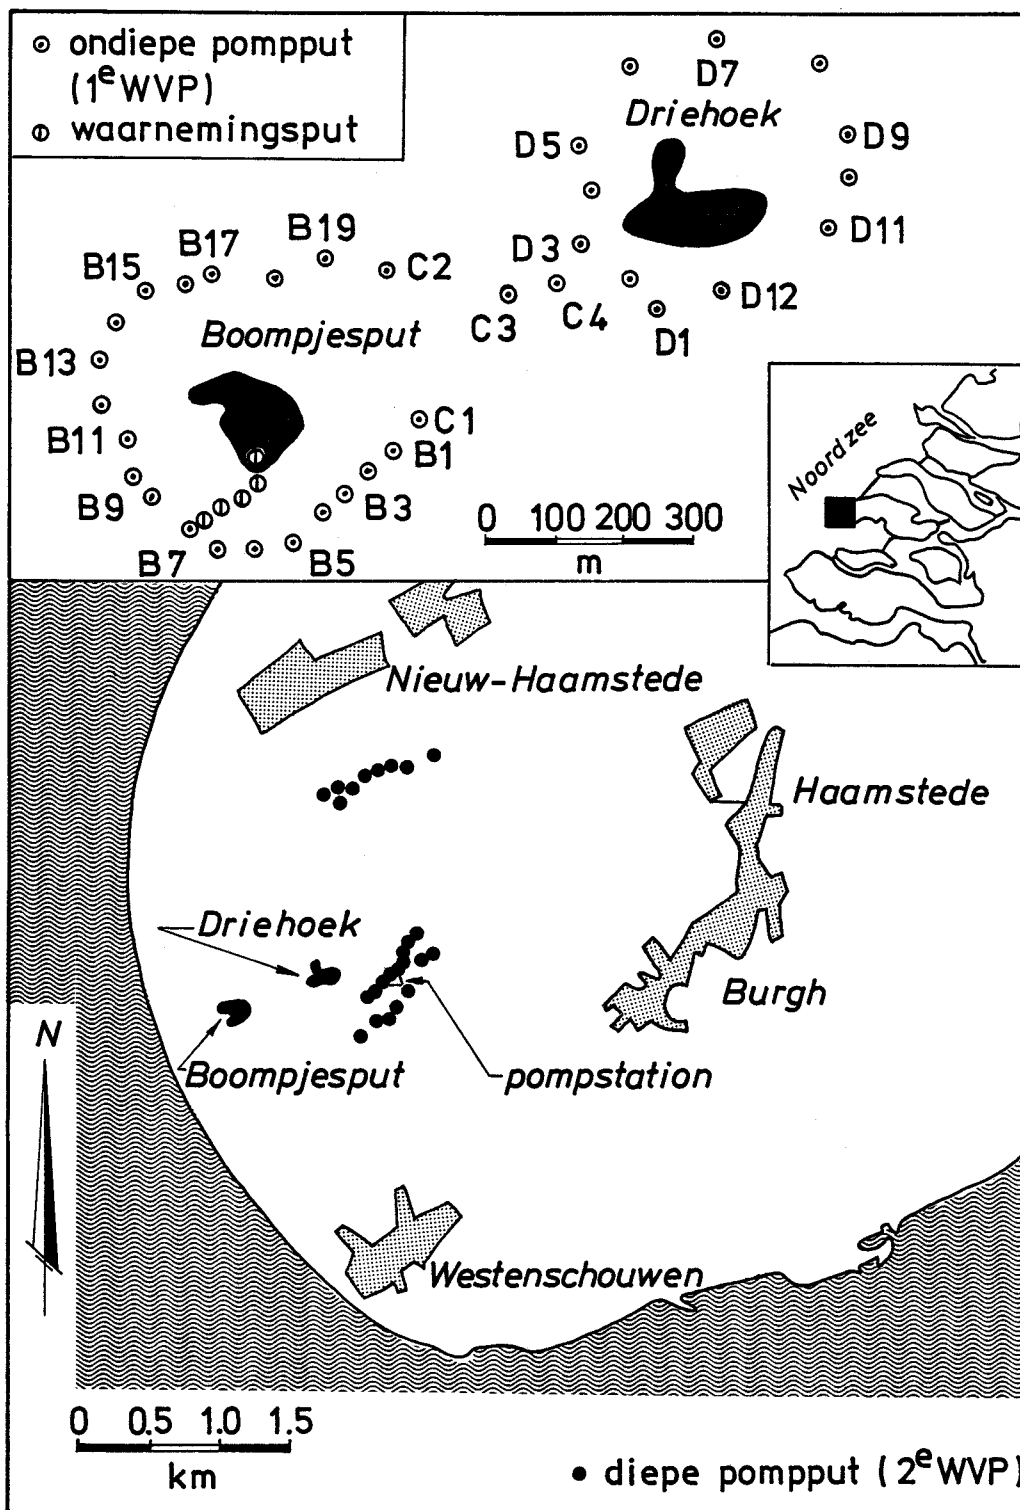 ondiepe pompput
(1e WVP)
waarnemingsput
D7
Driehoek
D5
D9
D3
D11
B19
B17
B15
C2
C3
C4
D12
D1
Boompjesput
B13
B11
C1
B1
B9
B3
B7
B5
0 100 200 300
m
Noordzee
Nieuw-Haamstede
Haamstede
Driehoek
Burgh
N
Boompjesput
pompstation
Westenschouwen
0 0.5 1.0 1.5
km
diepe pompput (2e WVP)